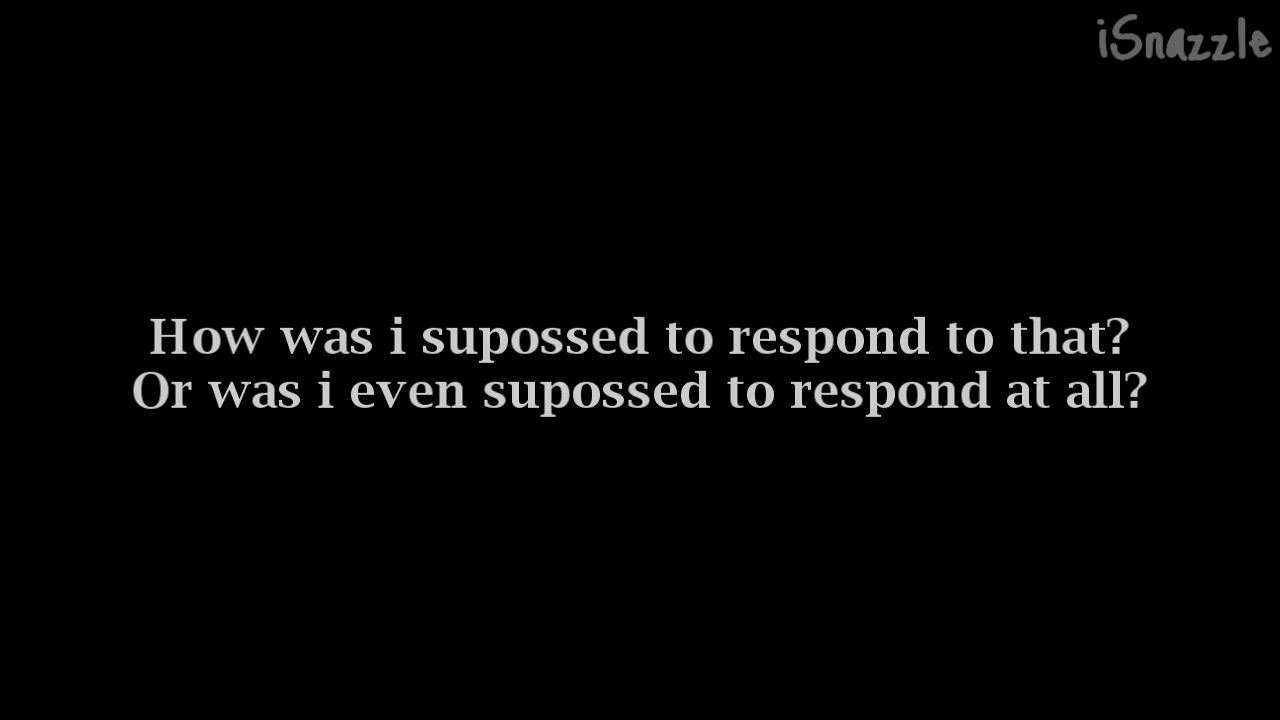 iSnazzle
How was i supossed to respond to that?
Or was i even supossed to respond at all?